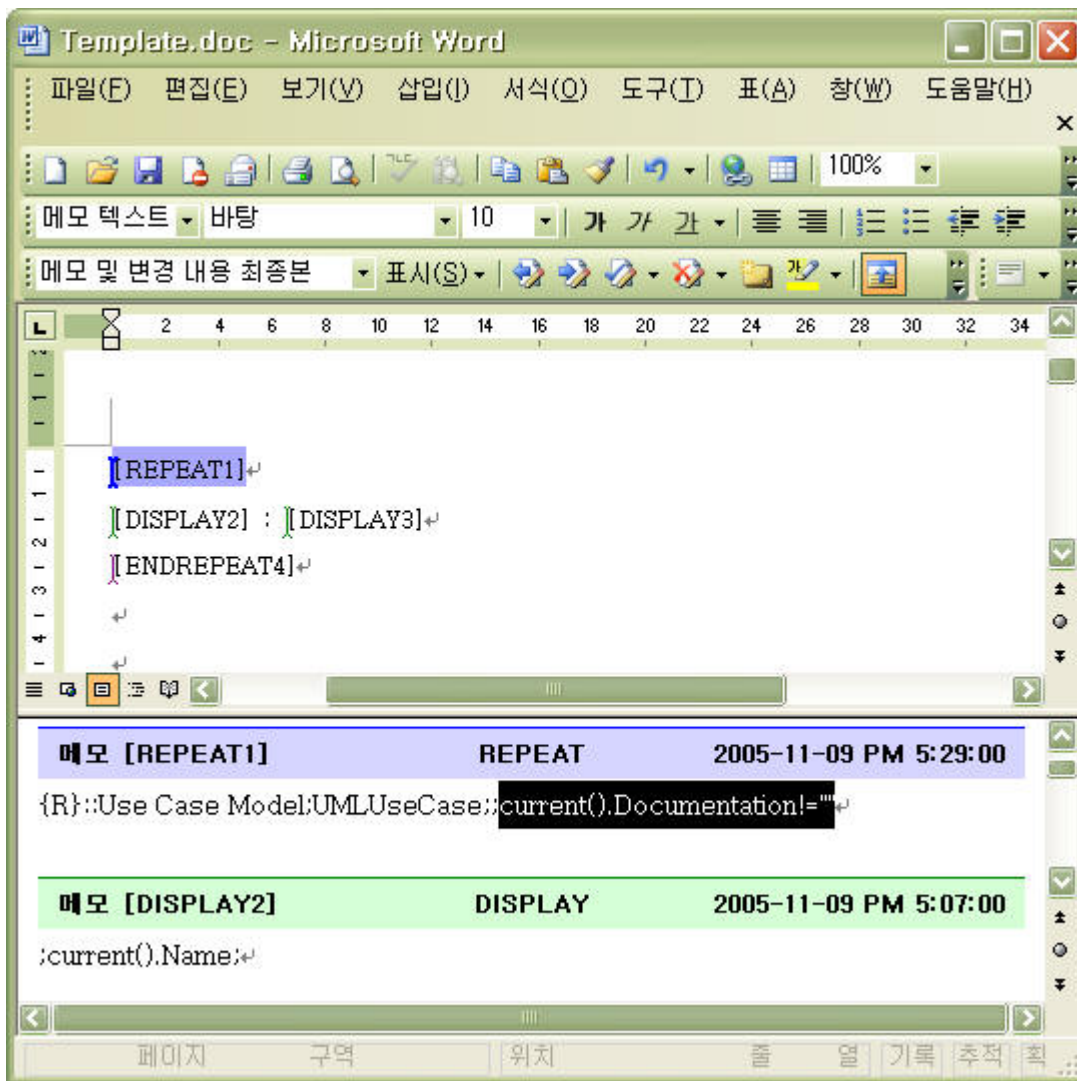 Template.doc - Microsoft Word
파일(F) 편집(E) 보기(V) 삽입(I) 서식(O) 도구(T) 표(A) 창(W) 도움말(H)
100%
메모 텍스트 바탕 10 가 가 가
메모 및 변경 내용 최종본 표시(S) 가
2 4 6 8 10 12 14 16 18 20 22 24 26 28 30 32 34
[REPEAT1]
[DISPLAY2] : [DISPLAY3]
[ENDREPEAT4]
메모 [REPEAT1] REPEAT 2005-11-09 PM 5:29:00
{R}::Use Case Model;UMLUseCase;;current().Documentation!=""
메모 [DISPLAY2] DISPLAY 2005-11-09 PM 5:07:00
;current().Name;
페이지 구역 위치 줄 열 기록 추적 확